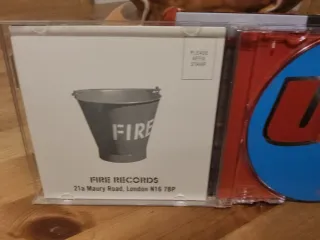 PLEASE
AFFIX
STAMP
FIRE
FIRE RECORDS
21a Maury Road, London N16 7BP